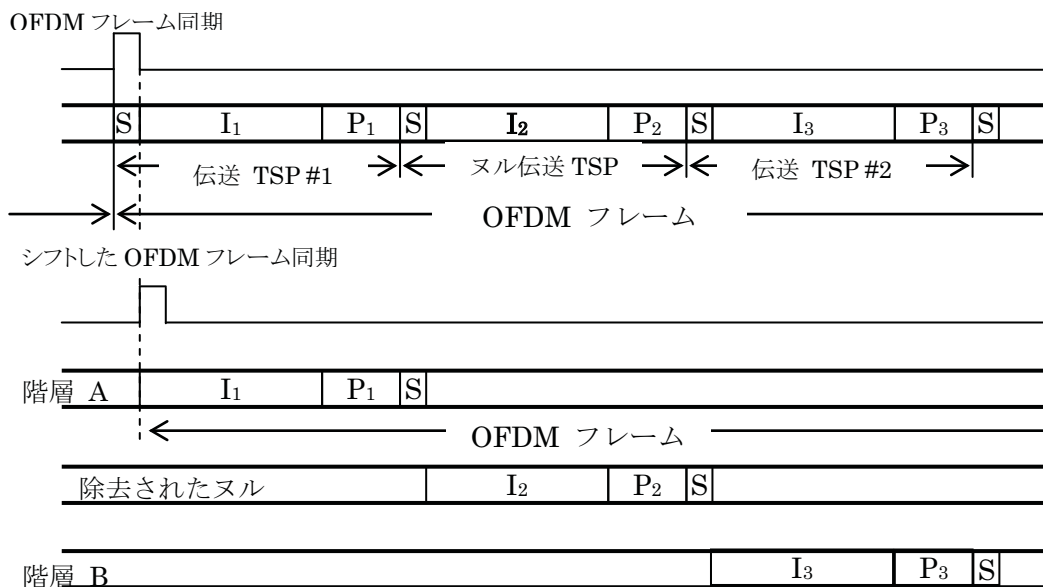 OFDM フレーム同期
S I₁ P₁ S I₂ P₂ S I₃ P₃ S
伝送 TSP #1 ヌル伝送 TSP 伝送 TSP #2
OFDM フレーム
シフトした OFDM フレーム同期
階層 A I₁ P₁ S
OFDM フレーム
除去されたヌル I₂ P₂ S
階層 B I₃ P₃ S